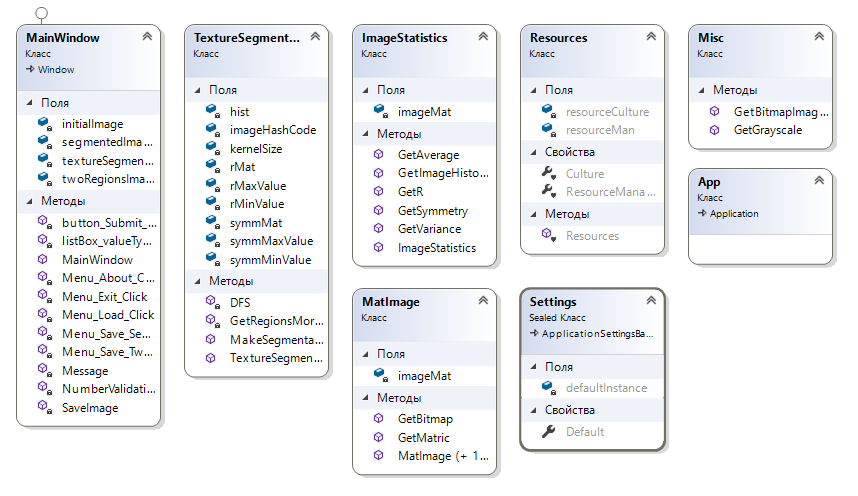 MainWindow
Класс
Window
Поля
initialImage
segmentedIma...
textureSegmen...
twoRegionsIma...
Методы
button_Submit_...
listBox_valueTy...
MainWindow
Menu_About_C...
Menu_Exit_Click
Menu_Load_Click
Menu_Save_Se...
Menu_Save_Tw...
Message
NumberValidati...
SaveImage
TextureSegment...
Класс
Поля
hist
imageHashCode
kernelSize
rMat
rMaxValue
rMinValue
symmMat
symmMaxValue
symmMinValue
Методы
DFS
GetRegionsMor...
MakeSegmenta...
TextureSegmen...
ImageStatistics
Класс
Поля
imageMat
Методы
GetAverage
GetImageHisto...
GetR
GetSymmetry
GetVariance
ImageStatistics
MatImage
Класс
Поля
imageMat
Методы
GetBitmap
GetMatric
MatImage (+ 1...
Resources
Класс
Поля
resourceCulture
resourceMan
Свойства
Culture
ResourceMana...
Методы
Resources
Settings
Sealed Класс
ApplicationSettingsBa...
Поля
defaultInstance
Свойства
Default
Misc
Класс
Методы
GetBitmapImag...
GetGrayscale
App
Класс
Application